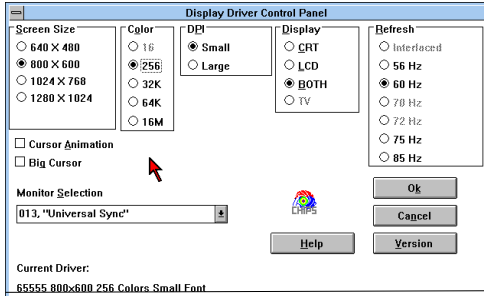 Display Driver Control Panel
Screen Size
640 X 480
800 X 600
1024 X 768
1280 X 1024
Color
16
256
32K
64K
16M
DPI
Small
Large
Display
CRT
LCD
BOTH
TV
Refresh
Interlaced
56 Hz
60 Hz
70 Hz
72 Hz
75 Hz
85 Hz
Cursor Animation
Big Cursor
Monitor Selection
013, "Universal Sync"
CHIPS
Ok
Cancel
Help
Version
Current Driver:
65555 800x600 256 Colors Small Font